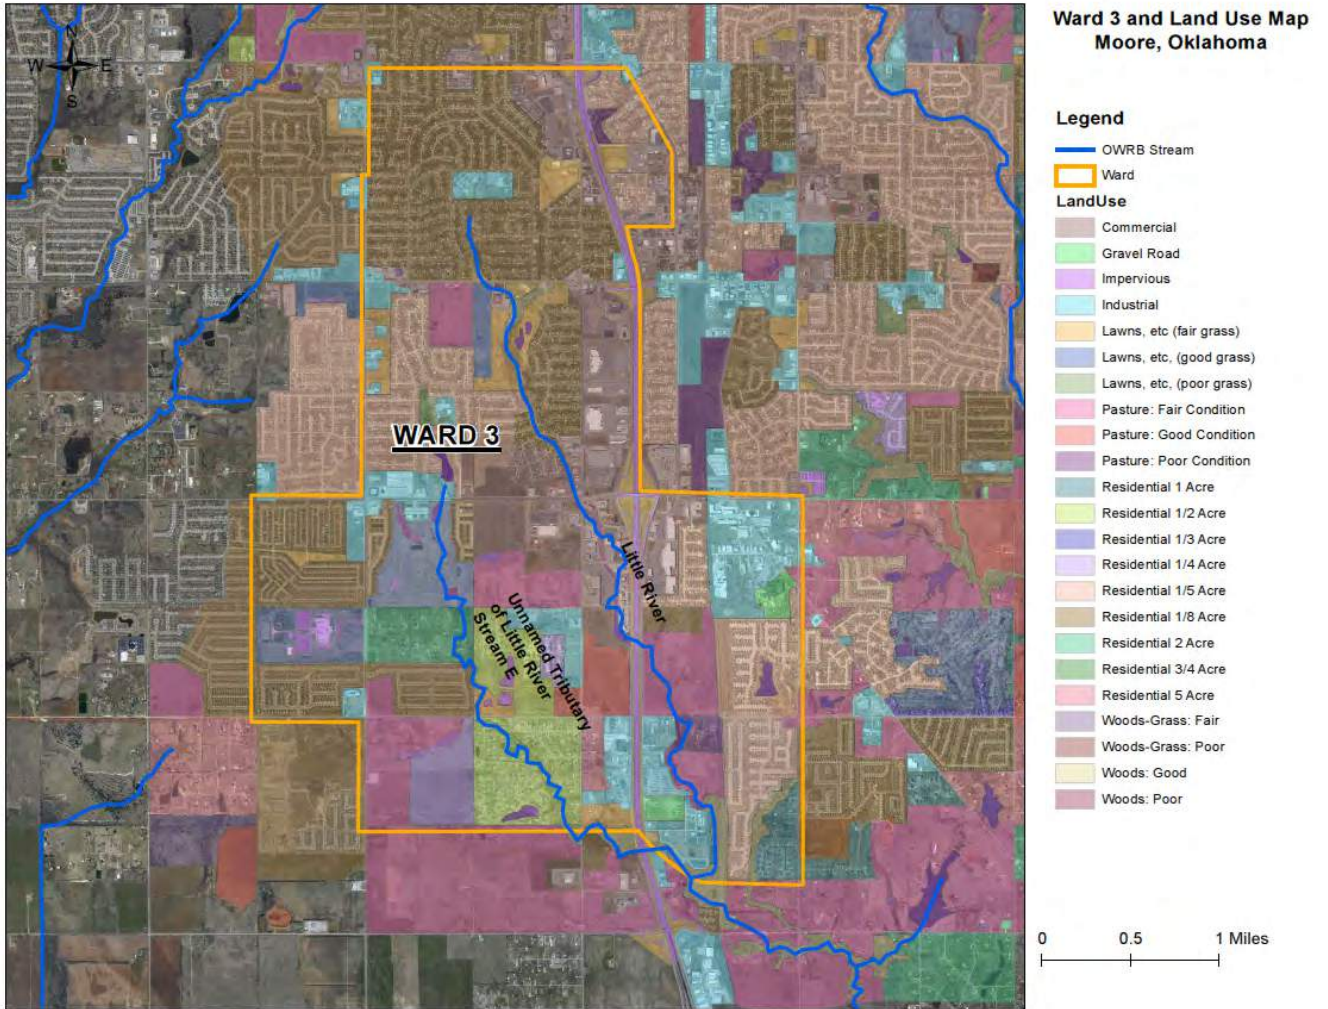 Ward 3 and Land Use Map
Moore, Oklahoma
N
W E
S
Legend
OWRB Stream
Ward
LandUse
Commercial
Gravel Road
Impervious
Industrial
Lawns, etc (fair grass)
Lawns, etc, (good grass)
Lawns, etc, (poor grass)
Pasture: Fair Condition
Pasture: Good Condition
Pasture: Poor Condition
Residential 1 Acre
Residential 1/2 Acre
Residential 1/3 Acre
Residential 1/4 Acre
Residential 1/5 Acre
Residential 1/8 Acre
Residential 2 Acre
Residential 3/4 Acre
Residential 5 Acre
Woods-Grass: Fair
Woods-Grass: Poor
Woods: Good
Woods: Poor
WARD 3
Little River
Unnamed Tributary
of Little River
Stream E
0 0.5 1 Miles